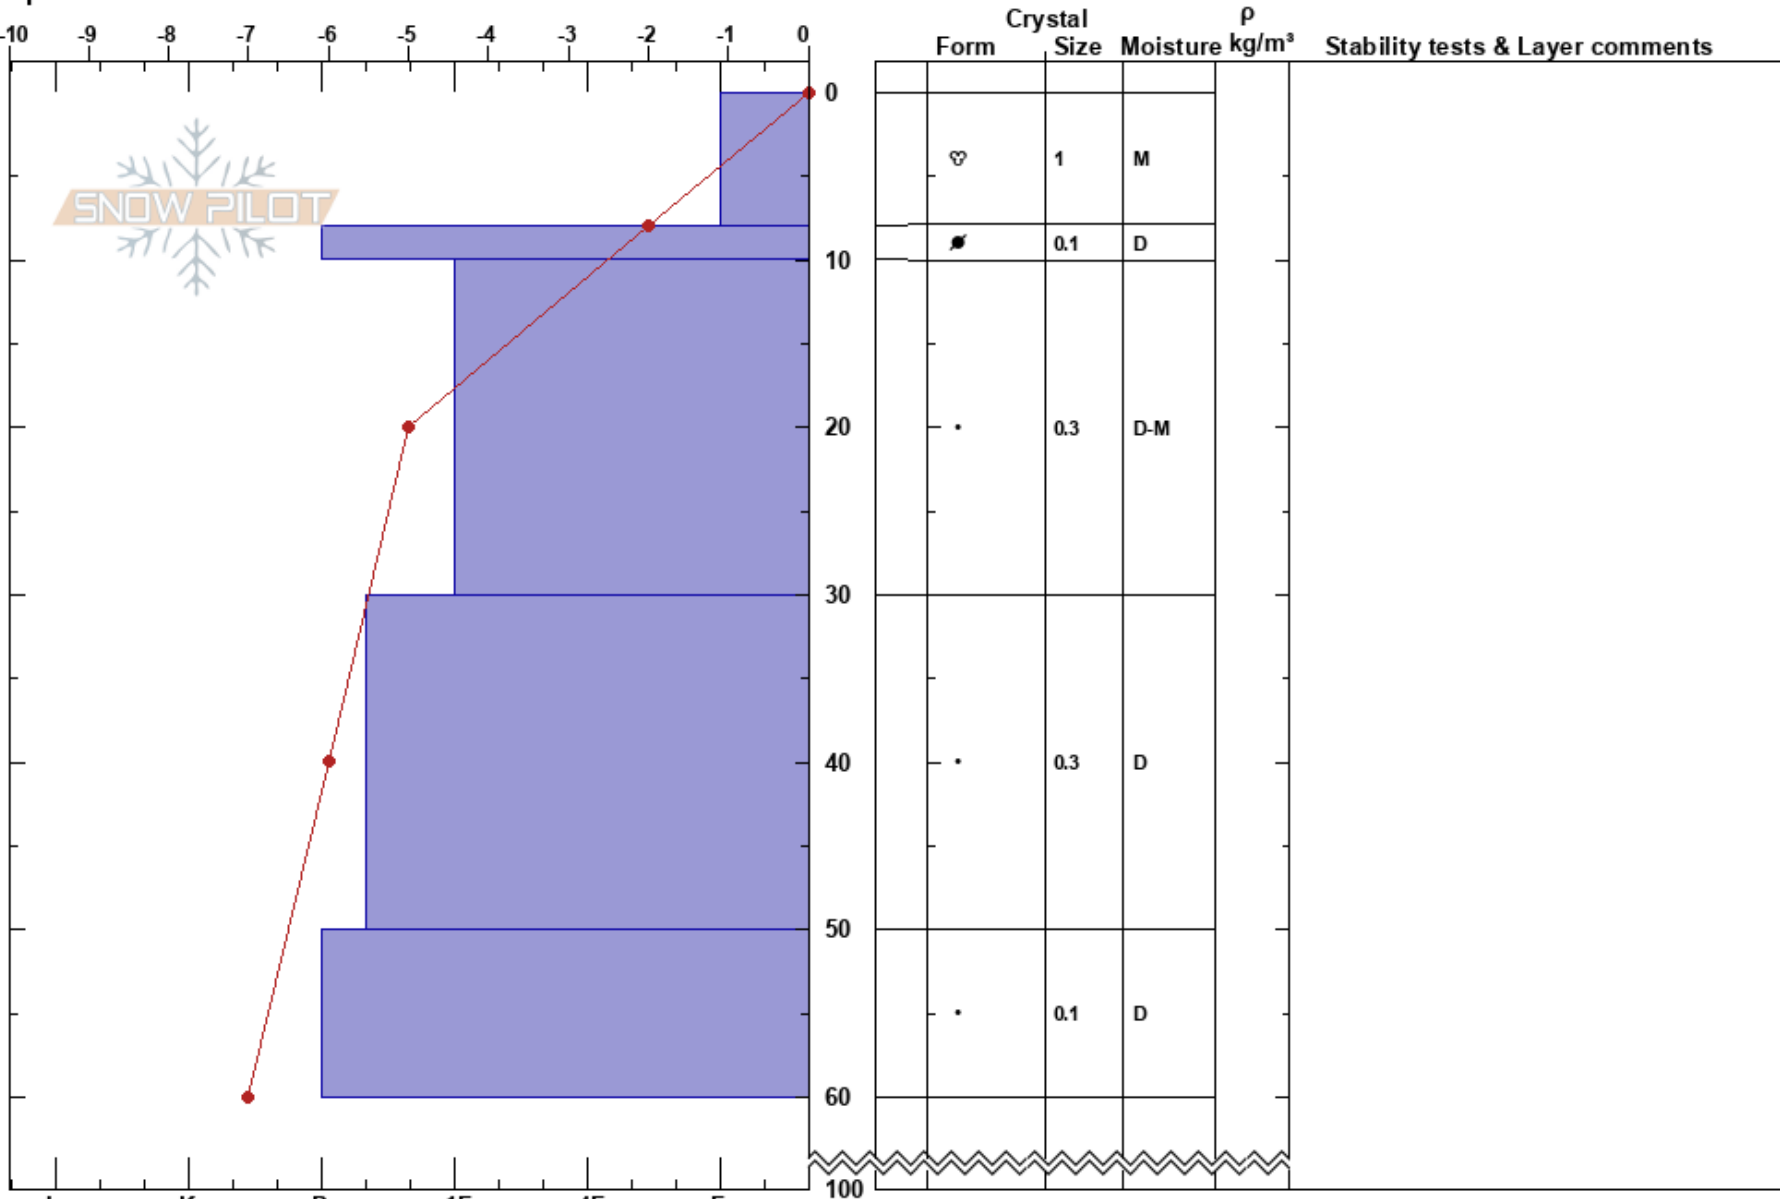 Crystal ρ
-10 -9 -8 -7 -6 -5 -4 -3 -2 -1 0 Form Size Moisture kg/m³ Stability tests & Layer comments
0
1 M
SNOW PILOT
0.1 D
10
20 0.3 D-M
30
40 0.3 D
50
0.1 D
60
100